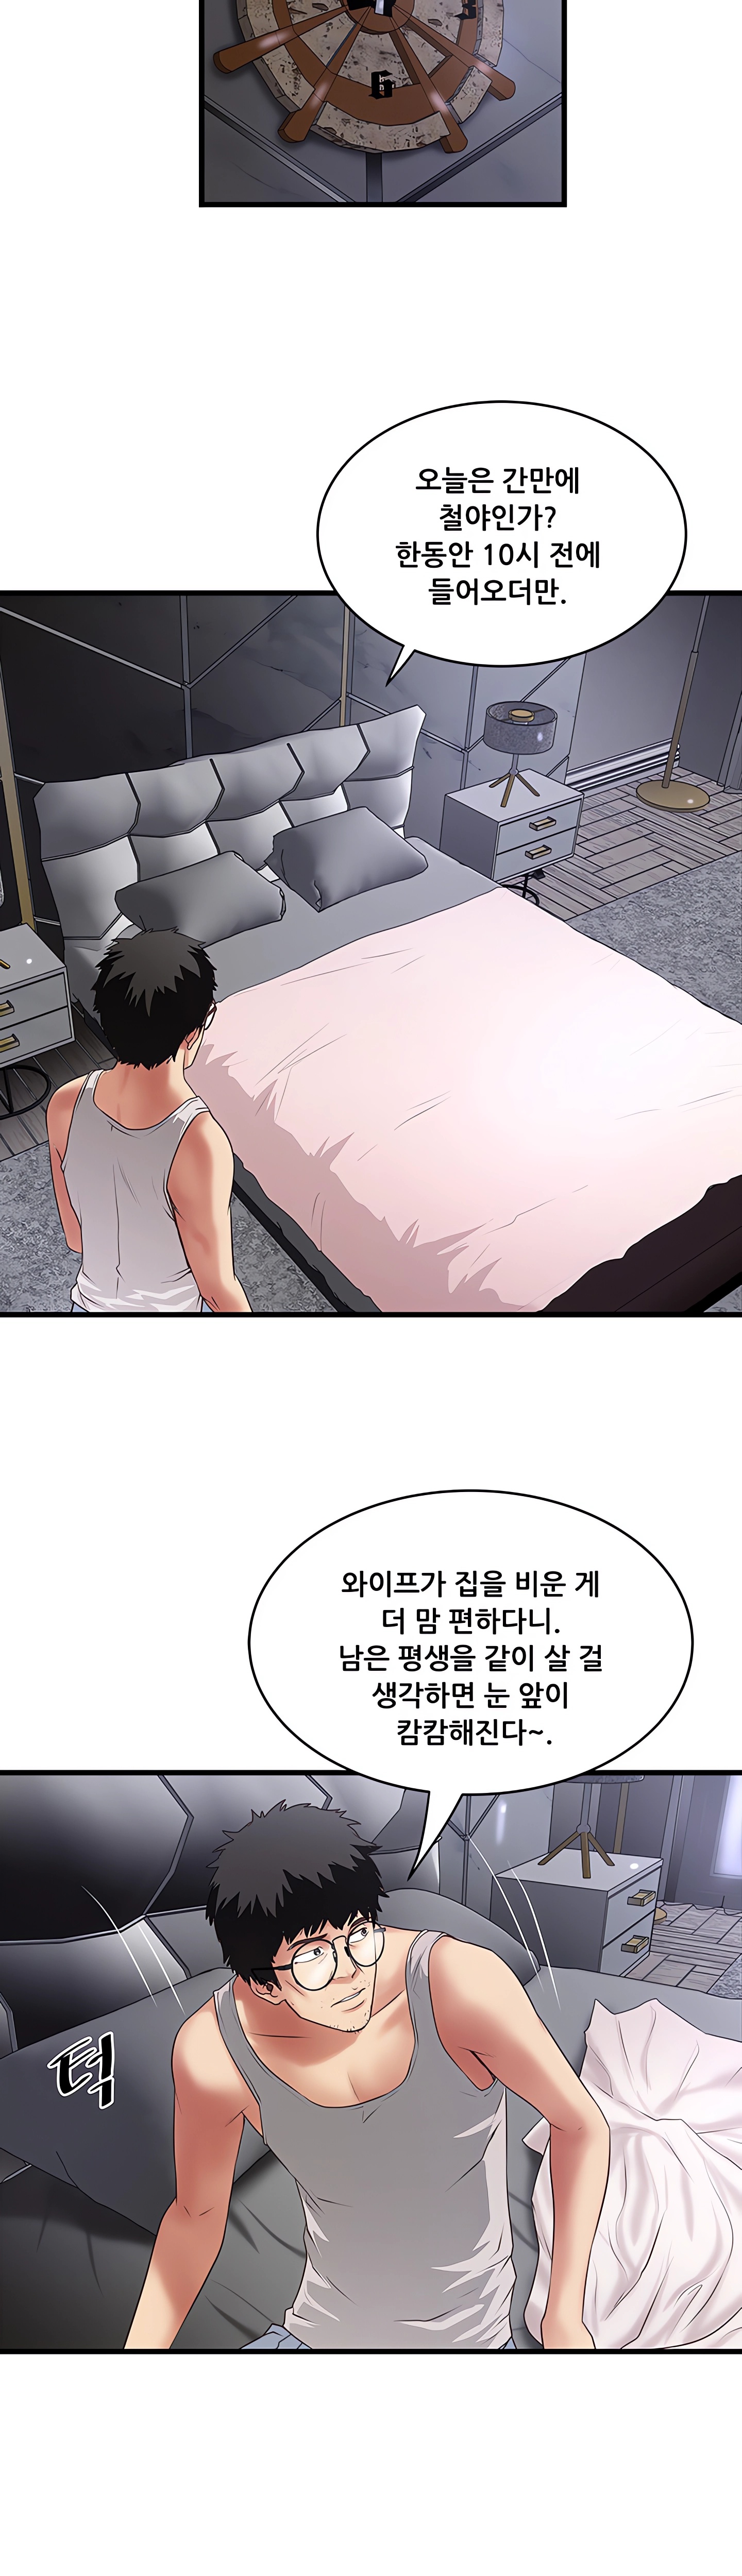 6
오늘은 간만에
철야인가?
한동안 10시 전에
들어오더만.
와이프가 집을 비운 게
더 맘 편하다니.
남은 평생을 같이 살 걸
생각하면 눈 앞이
캄캄해진다~.
턱